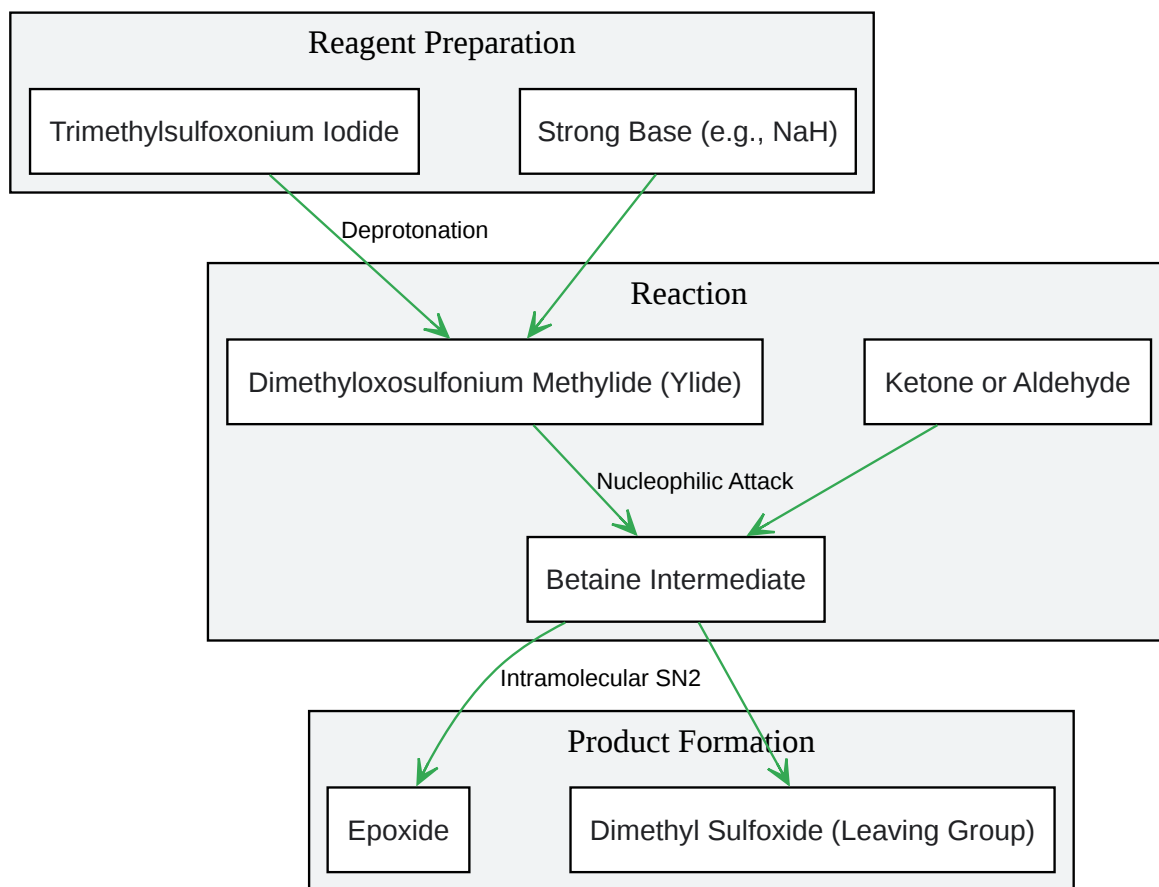 Reagent Preparation
Trimethylsulfoxonium Iodide
Strong Base (e.g., NaH)
Deprotonation
Reaction
Dimethyloxosulfonium Methylide (Ylide)
Ketone or Aldehyde
Nucleophilic Attack
Betaine Intermediate
Intramolecular SN2
Product Formation
Epoxide
Dimethyl Sulfoxide (Leaving Group)